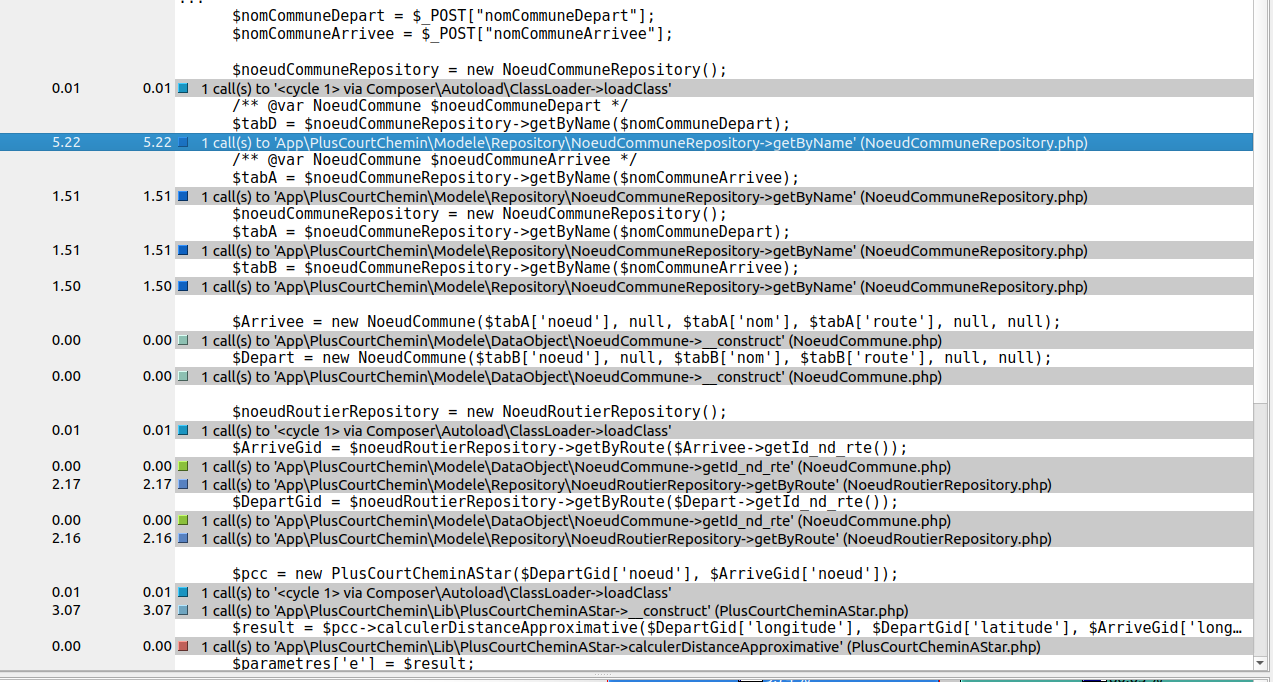 ...
$nomCommuneDepart = $_POST["nomCommuneDepart"];
$nomCommuneArrivee = $_POST["nomCommuneArrivee"];
$noeudCommuneRepository = new NoeudCommuneRepository();
0.01 0.01 1 call(s) to '<cycle 1> via Composer\Autoload\ClassLoader->loadClass'
/** @var NoeudCommune $noeudCommuneDepart */
$tabD = $noeudCommuneRepository->getByName($nomCommuneDepart);
5.22 5.22 1 call(s) to 'App\PlusCourtChemin\Modele\Repository\NoeudCommuneRepository->getByName' (NoeudCommuneRepository.php)
/** @var NoeudCommune $noeudCommuneArrivee */
$tabA = $noeudCommuneRepository->getByName($nomCommuneArrivee);
1.51 1.51 1 call(s) to 'App\PlusCourtChemin\Modele\Repository\NoeudCommuneRepository->getByName' (NoeudCommuneRepository.php)
$noeudCommuneRepository = new NoeudCommuneRepository();
$tabA = $noeudCommuneRepository->getByName($nomCommuneDepart);
1.51 1.51 1 call(s) to 'App\PlusCourtChemin\Modele\Repository\NoeudCommuneRepository->getByName' (NoeudCommuneRepository.php)
$tabB = $noeudCommuneRepository->getByName($nomCommuneArrivee);
1.50 1.50 1 call(s) to 'App\PlusCourtChemin\Modele\Repository\NoeudCommuneRepository->getByName' (NoeudCommuneRepository.php)
$Arrivee = new NoeudCommune($tabA['noeud'], null, $tabA['nom'], $tabA['route'], null, null);
0.00 0.00 1 call(s) to 'App\PlusCourtChemin\Modele\DataObject\NoeudCommune->__construct' (NoeudCommune.php)
$Depart = new NoeudCommune($tabB['noeud'], null, $tabB['nom'], $tabB['route'], null, null);
0.00 0.00 1 call(s) to 'App\PlusCourtChemin\Modele\DataObject\NoeudCommune->__construct' (NoeudCommune.php)
$noeudRoutierRepository = new NoeudRoutierRepository();
0.01 0.01 1 call(s) to '<cycle 1> via Composer\Autoload\ClassLoader->loadClass'
$ArriveGid = $noeudRoutierRepository->getByRoute($Arrivee->getId_nd_rte());
0.00 0.00 1 call(s) to 'App\PlusCourtChemin\Modele\DataObject\NoeudCommune->getId_nd_rte' (NoeudCommune.php)
2.17 2.17 1 call(s) to 'App\PlusCourtChemin\Modele\Repository\NoeudRoutierRepository->getByRoute' (NoeudRoutierRepository.php)
$DepartGid = $noeudRoutierRepository->getByRoute($Depart->getId_nd_rte());
0.00 0.00 1 call(s) to 'App\PlusCourtChemin\Modele\DataObject\NoeudCommune->getId_nd_rte' (NoeudCommune.php)
2.16 2.16 1 call(s) to 'App\PlusCourtChemin\Modele\Repository\NoeudRoutierRepository->getByRoute' (NoeudRoutierRepository.php)
$pcc = new PlusCourtCheminAStar($DepartGid['noeud'], $ArriveGid['noeud']);
0.01 0.01 1 call(s) to '<cycle 1> via Composer\Autoload\ClassLoader->loadClass'
3.07 3.07 1 call(s) to 'App\PlusCourtChemin\Lib\PlusCourtCheminAStar->__construct' (PlusCourtCheminAStar.php)
$result = $pcc->calculerDistanceApproximative($DepartGid['longitude'], $DepartGid['latitude'], $ArriveGid['long...
0.00 0.00 1 call(s) to 'App\PlusCourtChemin\Lib\PlusCourtCheminAStar->calculerDistanceApproximative' (PlusCourtCheminAStar.php)
$parametres['e'] = $result;